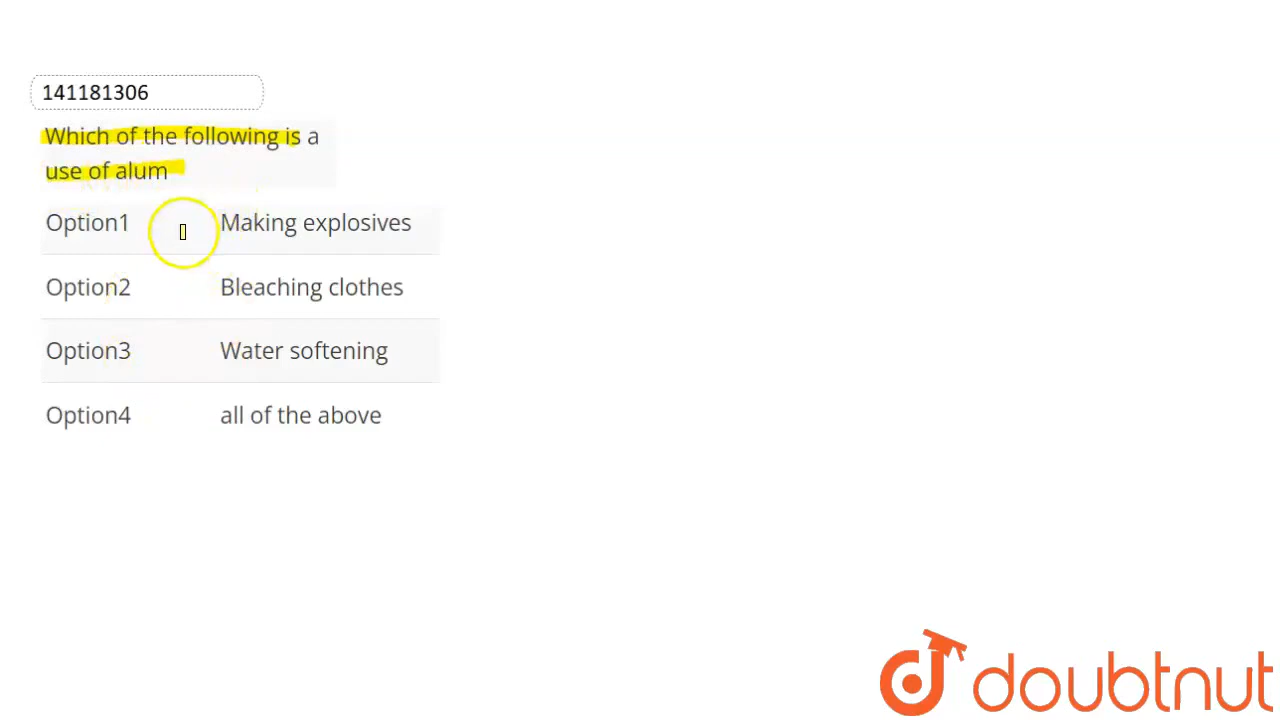 141181306
Which of the following is a
use of alum
Option1 Making explosives
Option2 Bleaching clothes
Option3 Water softening
Option4 all of the above
doubtnut